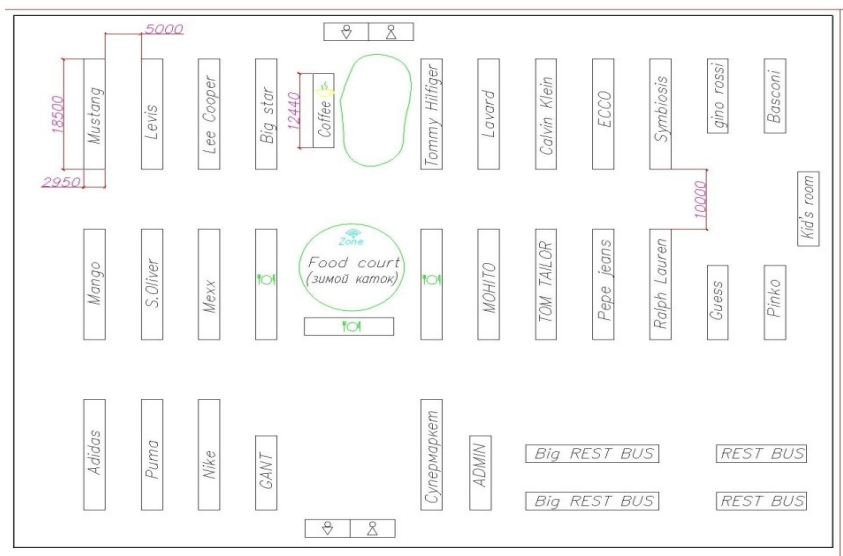 5000
18500
2950
Mustang
Levis
Lee Cooper
Big star
12440
Coffee
Tommy Hilfiger
Lavard
Calvin Klein
ECCO
Symbiosis
gino rossi
Basconi
10000
Kid's room
Mango
S.Oliver
Mexx
Zone
Food court
(зимой каток)
MOHITO
TOM TAILOR
Pepe jeans
Ralph Lauren
Guess
Pinko
Adidas
Puma
Nike
GANT
Супермаркет
ADMIN
Big REST BUS
REST BUS
Big REST BUS
REST BUS